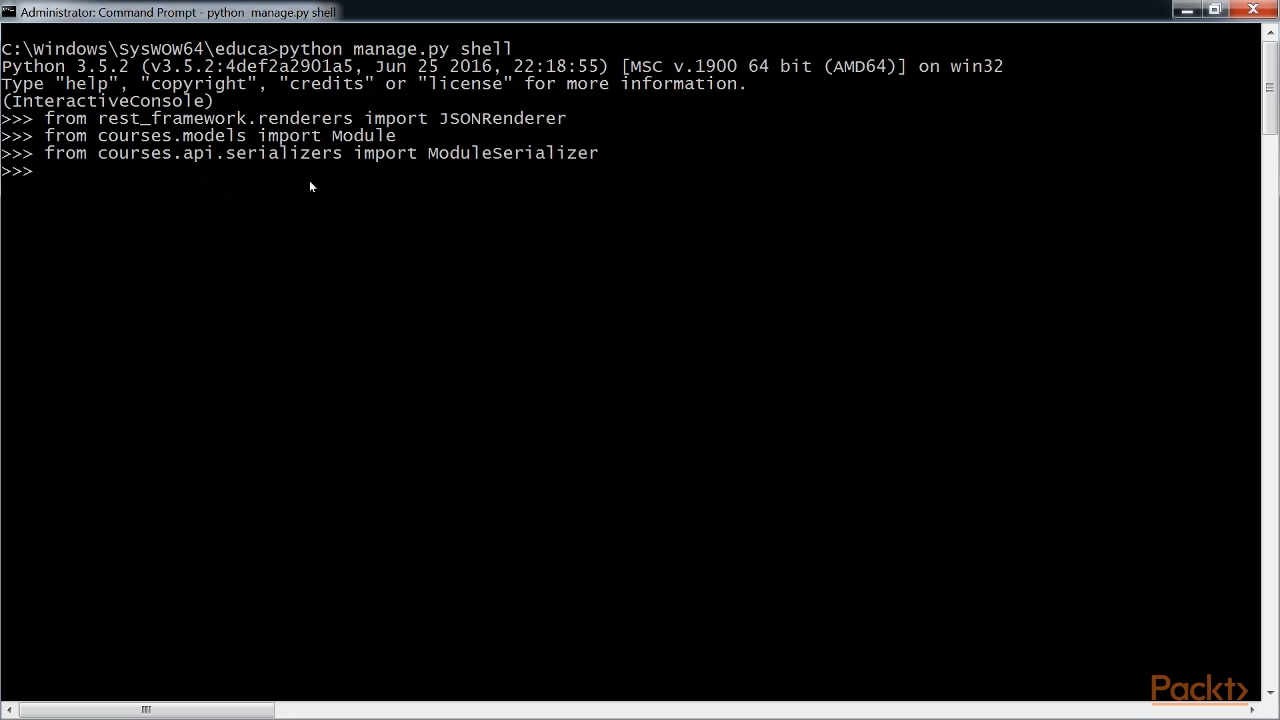 Administrator: Command Prompt - python manage.py shell
C:\Windows\SysWOW64\educa>python manage.py shell
Python 3.5.2 (v3.5.2:4def2a2901a5, Jun 25 2016, 22:18:55) [MSC v.1900 64 bit (AMD64)] on win32
Type "help", "copyright", "credits" or "license" for more information.
(InteractiveConsole)
>>> from rest_framework.renderers import JSONRenderer
>>> from courses.models import Module
>>> from courses.api.serializers import ModuleSerializer
>>>
Packt>